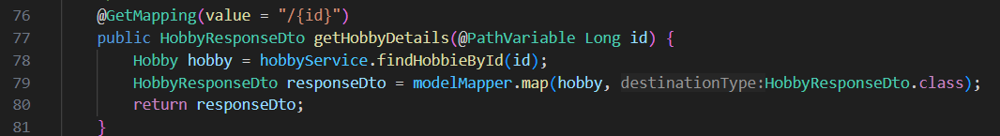 76 @GetMapping(value = "/{id}")
77 public HobbyResponseDto getHobbyDetails(@PathVariable Long id) {
78 Hobby hobby = hobbyService.findHobbieById(id);
79 HobbyResponseDto responseDto = modelMapper.map(hobby, destinationType:HobbyResponseDto.class);
80 return responseDto;
81 }